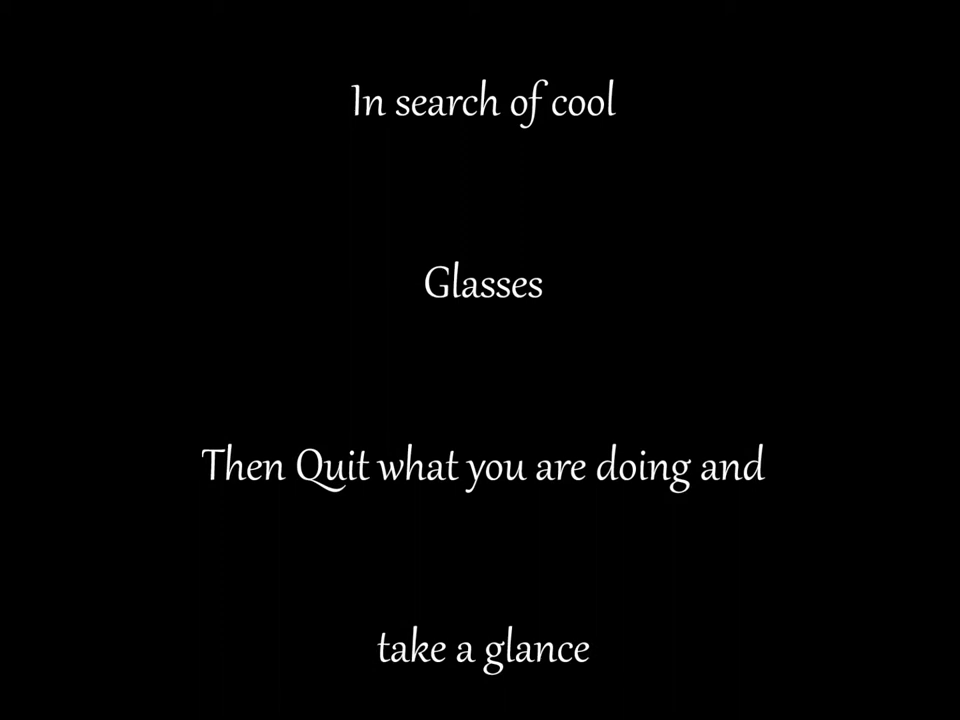 In search of cool
Glasses
Then Quit what you are doing and
take a glance